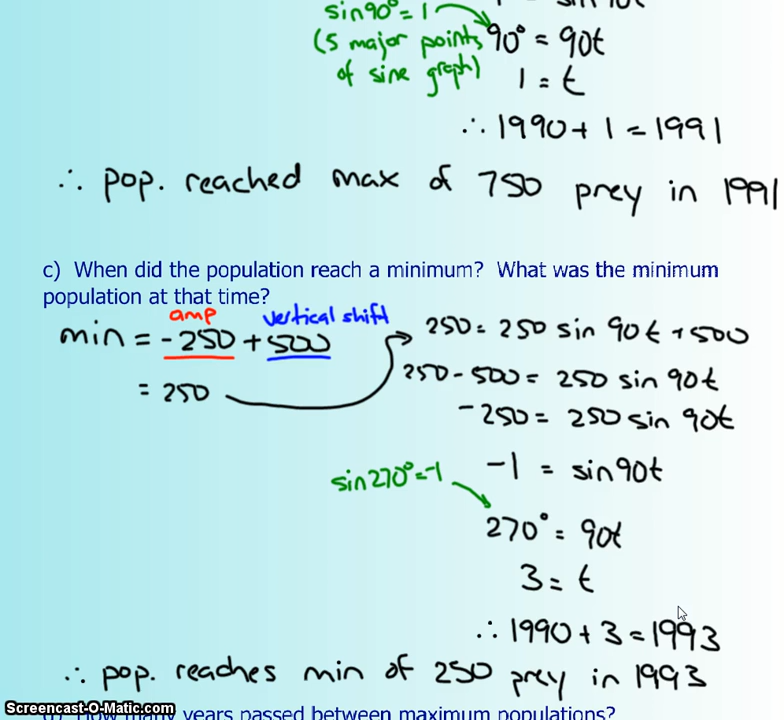 sin90°=1
(5 major points
of sine graph)
90° = 90t
1 = t
∴ 1990 + 1 = 1991
∴ pop. reached max of 750 prey in 1991
c) When did the population reach a minimum? What was the minimum
population at that time?
amp
vertical shift
min = -250 + 500
= 250
250 = 250 sin 90t + 500
250 - 500 = 250 sin 90t
-250 = 250 sin 90t
-1 = sin90t
sin270°=-1
270° = 90t
3 = t
∴ 1990 + 3 = 1993
∴ pop. reaches min of 250 prey in 1993
How many years passed between maximum populations?
Screencast-O-Matic.com